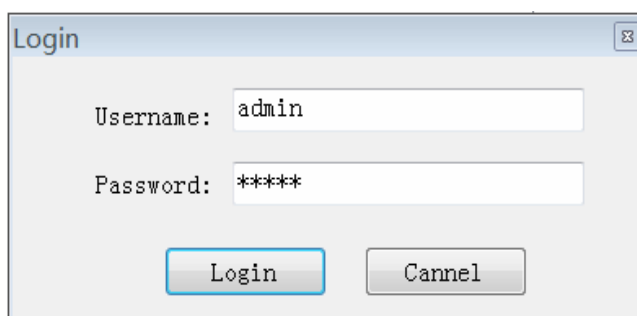 Login
Username: admin
Password: *****
Login Cannel